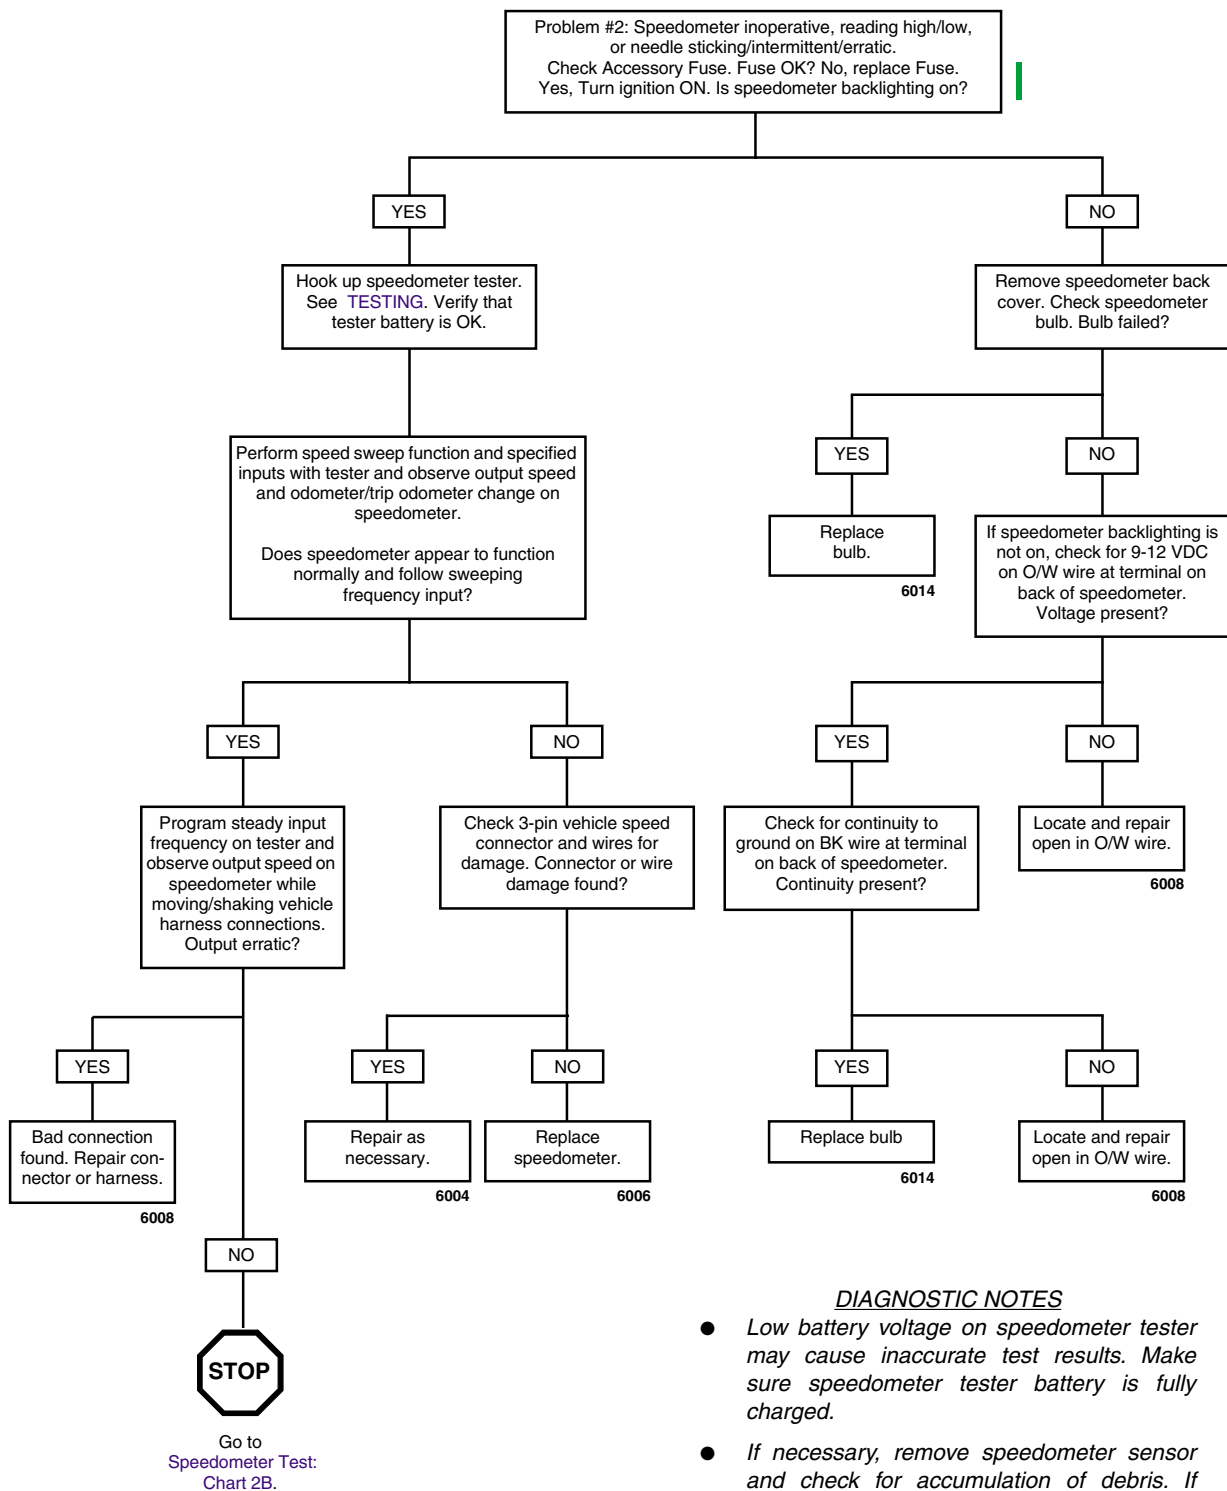 Problem #2: Speedometer inoperative, reading high/low,
or needle sticking/intermittent/erratic.
Check Accessory Fuse. Fuse OK? No, replace Fuse.
Yes, Turn ignition ON. Is speedometer backlighting on?
YES
NO
Hook up speedometer tester.
See TESTING. Verify that
tester battery is OK.
Remove speedometer back
cover. Check speedometer
bulb. Bulb failed?
Perform speed sweep function and specified
inputs with tester and observe output speed
and odometer/trip odometer change on
speedometer.
Does speedometer appear to function
normally and follow sweeping
frequency input?
YES
NO
Replace
bulb.
6014
If speedometer backlighting is
not on, check for 9-12 VDC
on O/W wire at terminal on
back of speedometer.
Voltage present?
YES
NO
YES
NO
Program steady input
frequency on tester and
observe output speed on
speedometer while
moving/shaking vehicle
harness connections.
Output erratic?
Check 3-pin vehicle speed
connector and wires for
damage. Connector or wire
damage found?
Check for continuity to
ground on BK wire at terminal
on back of speedometer.
Continuity present?
Locate and repair
open in O/W wire.
6008
YES
YES
NO
YES
NO
Bad connection
found. Repair con-
nector or harness.
6008
Repair as
necessary.
6004
Replace
speedometer.
6006
Replace bulb
6014
Locate and repair
open in O/W wire.
6008
NO
STOP
Go to
Speedometer Test:
Chart 2B.
DIAGNOSTIC NOTES
● Low battery voltage on speedometer tester
may cause inaccurate test results. Make
sure speedometer tester battery is fully
charged.
● If necessary, remove speedometer sensor
and check for accumulation of debris. If